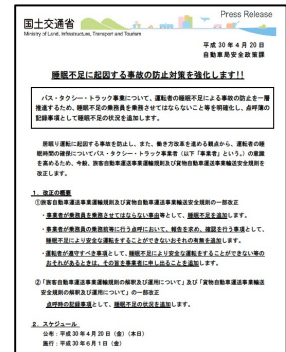 Press Release
国土交通省
Ministry of Land, Infrastructure, Transport and Tourism
平成30年4月20日
自動車局安全政策課
睡眠不足に起因する事故の防止対策を強化します!!
バス・タクシー・トラック事業について、運転者の睡眠不足による事故の防止を一層
推進するため、睡眠不足の乗務員を乗務させてはならないこと等を明確化し、点呼簿の
記録事項として睡眠不足の状況を追加します。
居眠り運転に起因する事故を防止し、また、働き方改革を進める観点から、運転者の睡
眠時間の確保についてバス・タクシー・トラック事業者(以下「事業者」という。)の意識
を高めるため、今般、旅客自動車運送事業運輸規則及び貨物自動車運送事業輸送安全規則を
改正します。
1.改正の概要
①旅客自動車運送事業運輸規則及び貨物自動車運送事業輸送安全規則の一部改正
・事業者が乗務員を乗務させてはならない事由等として、睡眠不足を追加します。
・事業者が乗務員の乗務前等に行う点呼において、報告を求め、確認を行う事項として、
睡眠不足により安全な運転をすることができないおそれの有無を追加します。
・運転者が遵守すべき事項として、睡眠不足により安全な運転をすることができない等の
おそれがあるときは、その旨を事業者に申し出ることを追加します。
②「旅客自動車運送事業運輸規則の解釈及び運用について」及び「貨物自動車運送事業輸送
安全規則の解釈及び運用について」の一部改正
点呼時の記録事項として、睡眠不足の状況を追加します。
2.スケジュール
公布:平成30年4月20日(金)(本日)
施行:平成30年6月1日(金)